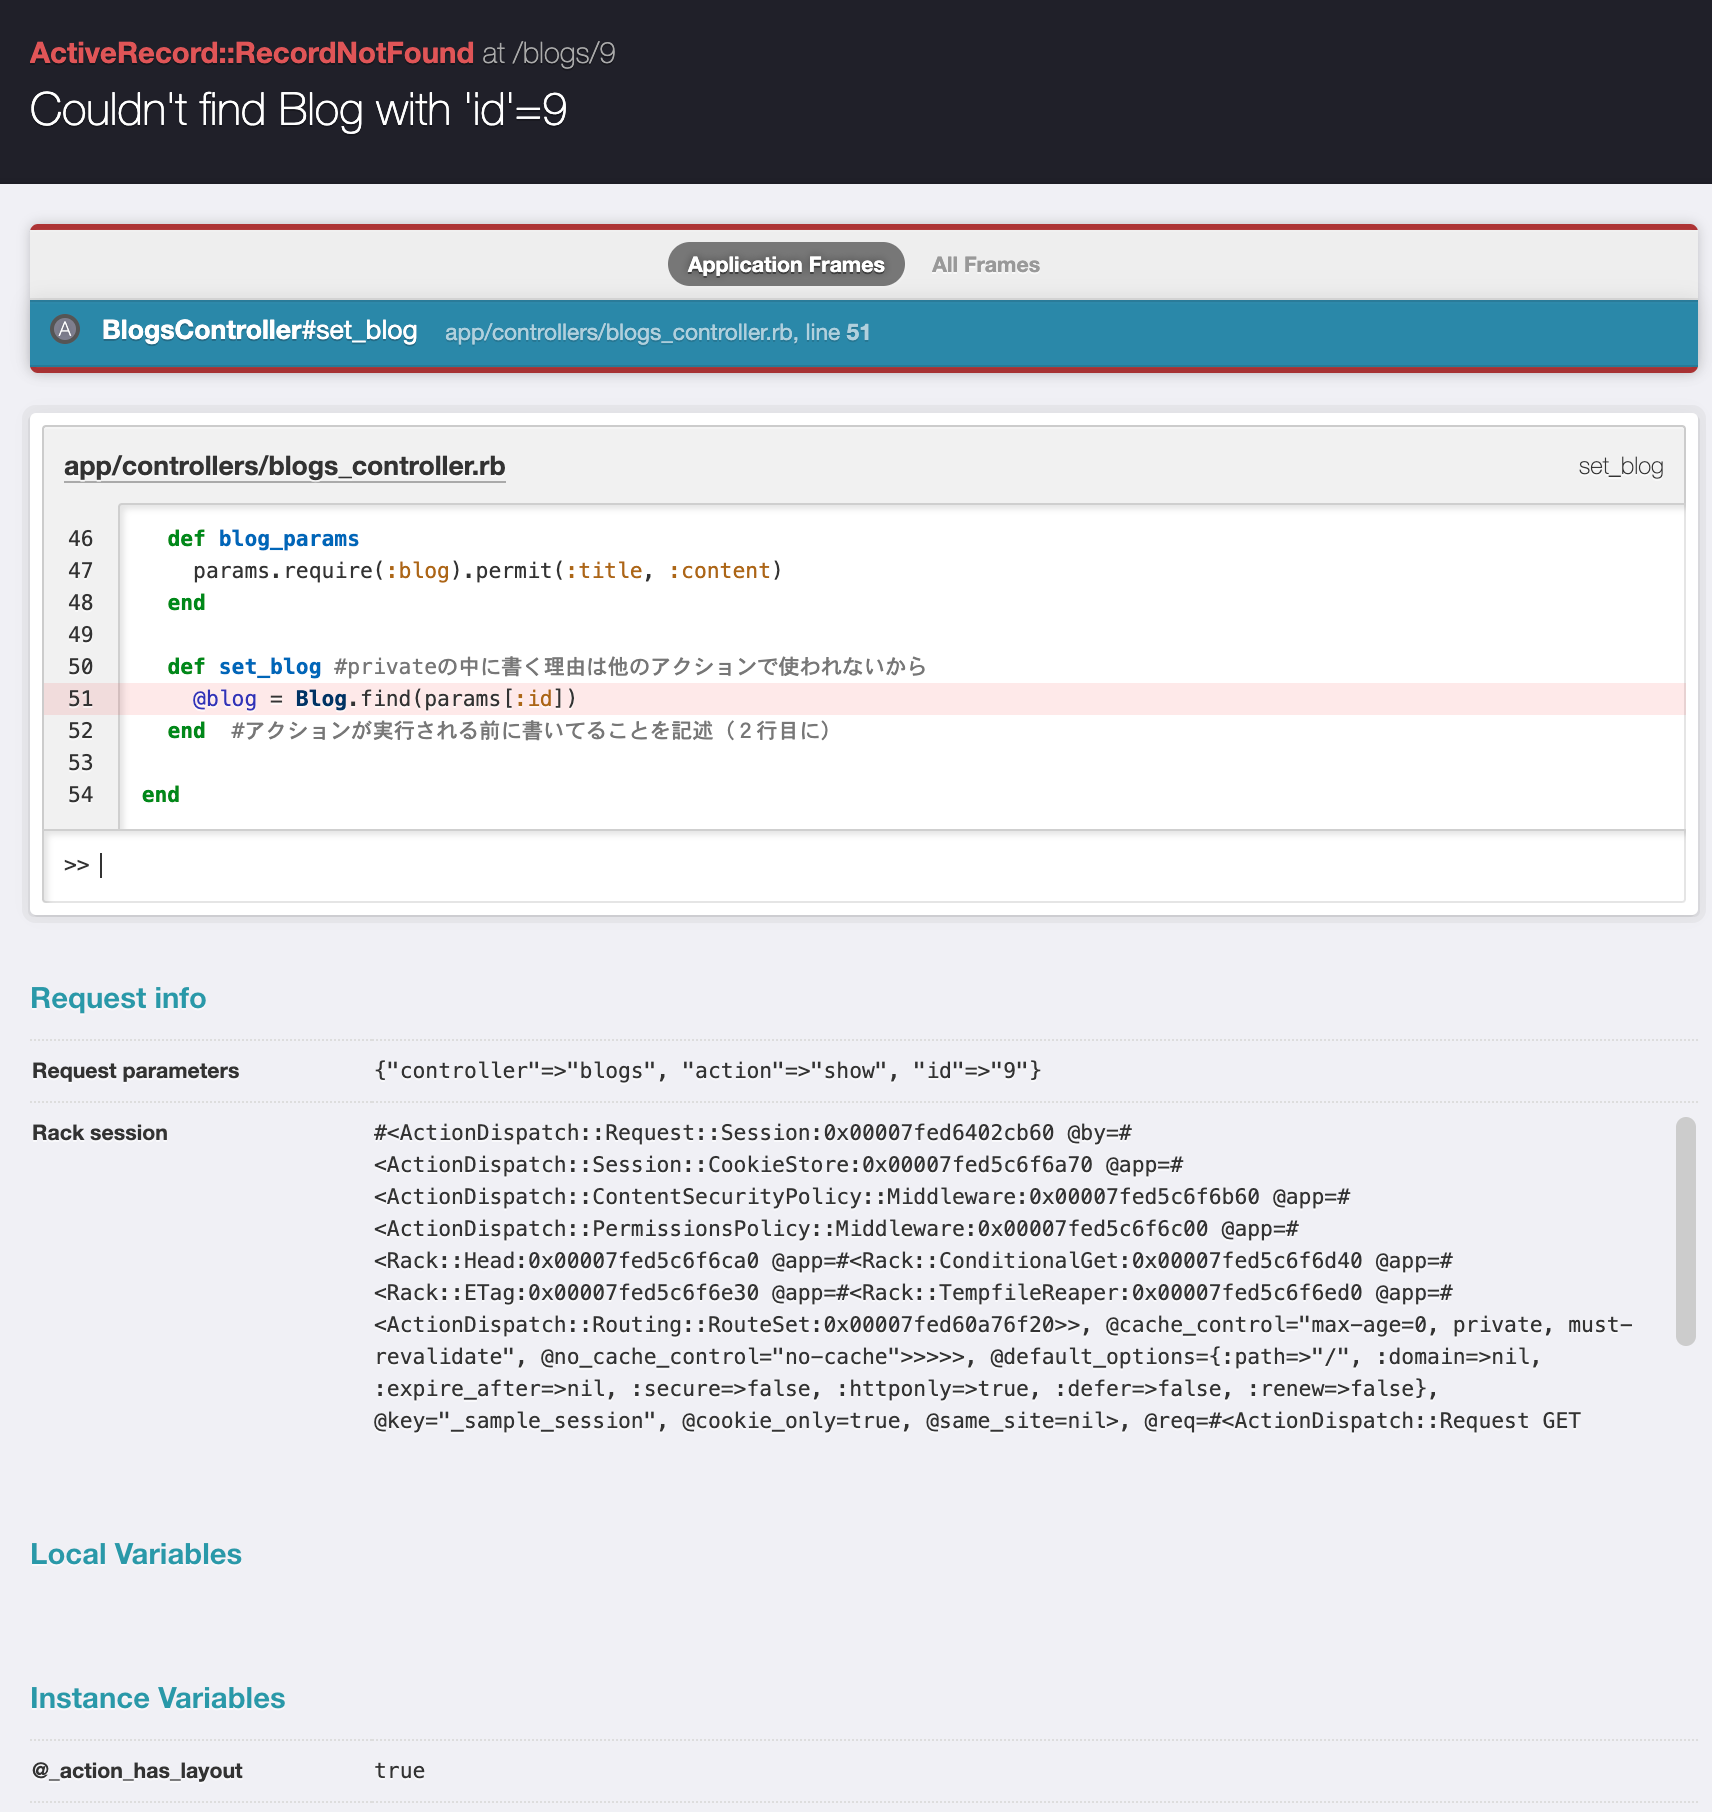 ActiveRecord::RecordNotFound at /blogs/9
Couldn't find Blog with 'id'=9
Application Frames All Frames
A BlogsController#set_blog app/controllers/blogs_controller.rb, line 51
app/controllers/blogs_controller.rb set_blog
46 def blog_params
47 params.require(:blog).permit(:title, :content)
48 end
49
50 def set_blog #privateの中に書く理由は他のアクションで使われないから
51 @blog = Blog.find(params[:id])
52 end #アクションが実行される前に書いてることを記述（２行目に）
53
54 end
>>
Request info
Request parameters {"controller"=>"blogs", "action"=>"show", "id"=>"9"}
Rack session #<ActionDispatch::Request::Session:0x00007fed6402cb60 @by=#
<ActionDispatch::Session::CookieStore:0x00007fed5c6f6a70 @app=#
<ActionDispatch::ContentSecurityPolicy::Middleware:0x00007fed5c6f6b60 @app=#
<ActionDispatch::PermissionsPolicy::Middleware:0x00007fed5c6f6c00 @app=#
<Rack::Head:0x00007fed5c6f6ca0 @app=#<Rack::ConditionalGet:0x00007fed5c6f6d40 @app=#
<Rack::ETag:0x00007fed5c6f6e30 @app=#<Rack::TempfileReaper:0x00007fed5c6f6ed0 @app=#
<ActionDispatch::Routing::RouteSet:0x00007fed60a76f20>>, @cache_control="max-age=0, private, must-
revalidate", @no_cache_control="no-cache">>>>>, @default_options={:path=>"/", :domain=>nil,
:expire_after=>nil, :secure=>false, :httponly=>true, :defer=>false, :renew=>false},
@key="_sample_session", @cookie_only=true, @same_site=nil>, @req=#<ActionDispatch::Request GET
Local Variables
Instance Variables
@_action_has_layout true